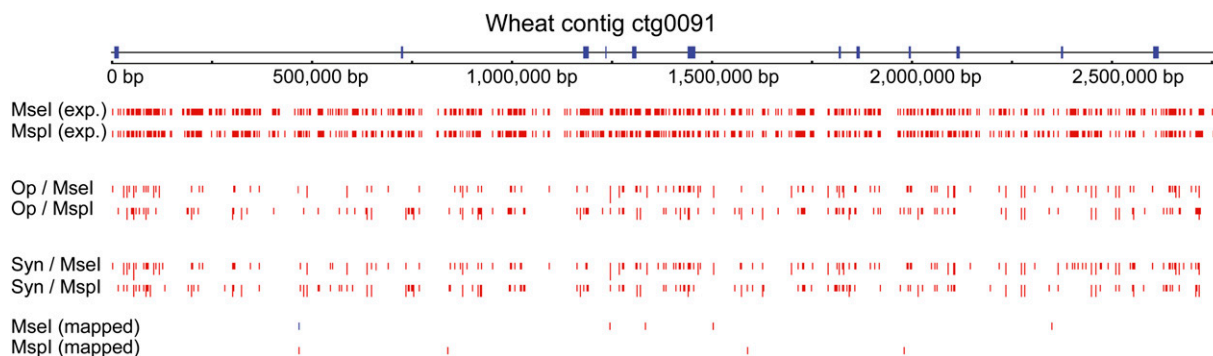 Wheat contig ctg0091
0 bp 500,000 bp 1,000,000 bp 1,500,000 bp 2,000,000 bp 2,500,000 bp
MseI (exp.)
MspI (exp.)
Op / MseI
Op / MspI
Syn / MseI
Syn / MspI
MseI (mapped)
MspI (mapped)